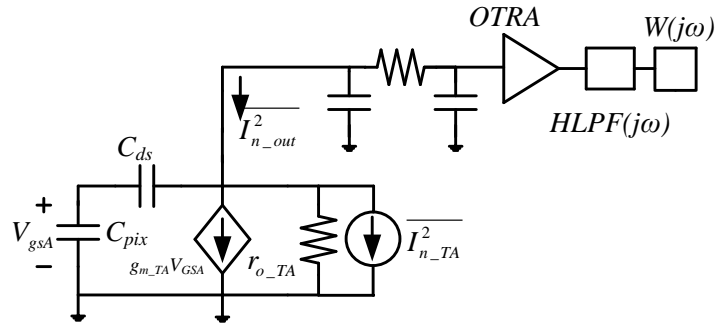 OTRA
W(jω)
HLPF(jω)
I²n_out
Cds
+
VgsA
Cpix
−
gm_TAVGSA
ro_TA
I²n_TA